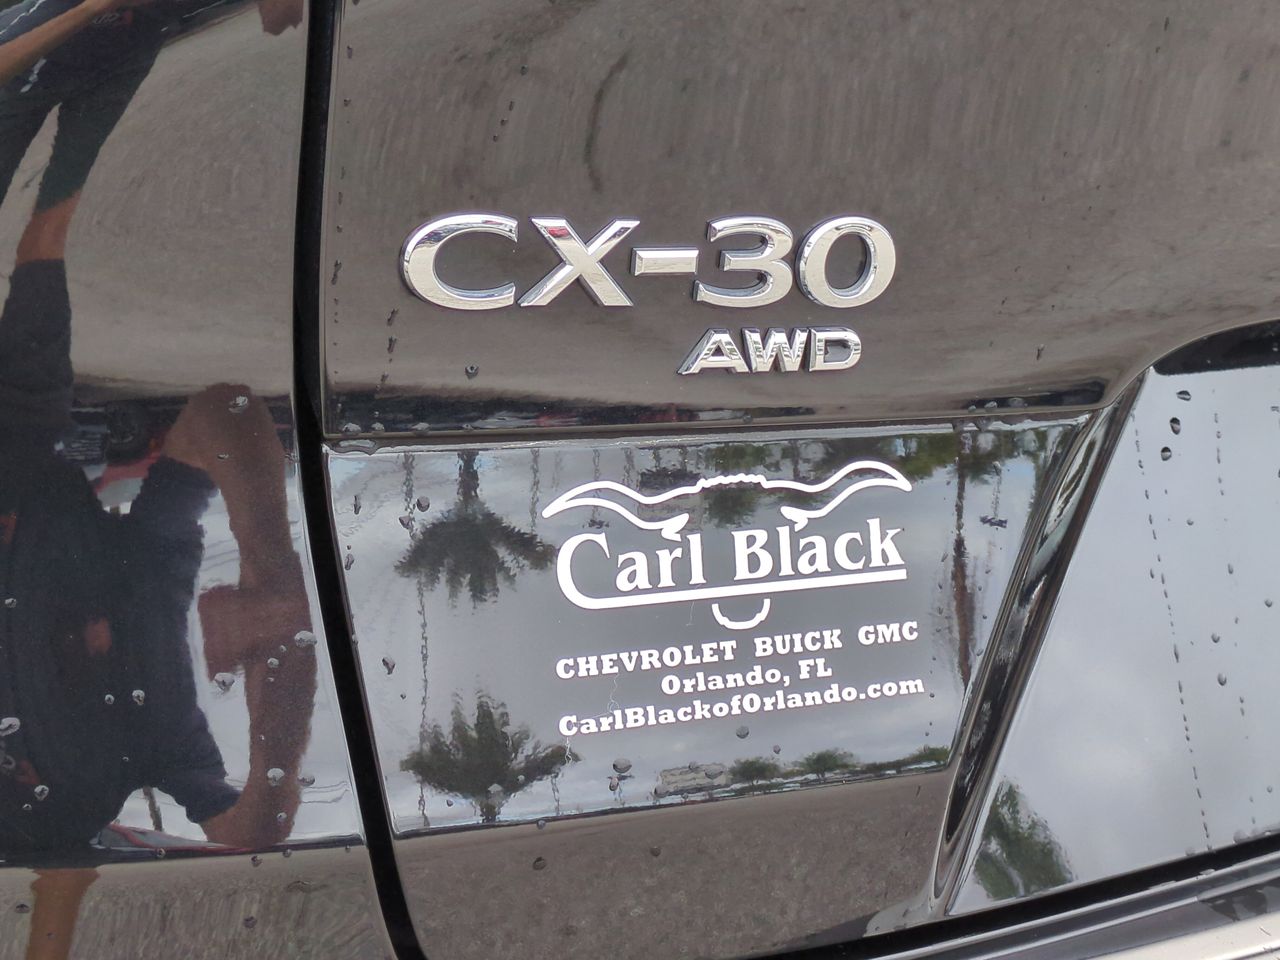 CX-30
AWD
Carl Black
CHEVROLET BUICK GMC
Orlando, FL
CarlBlackofOrlando.com